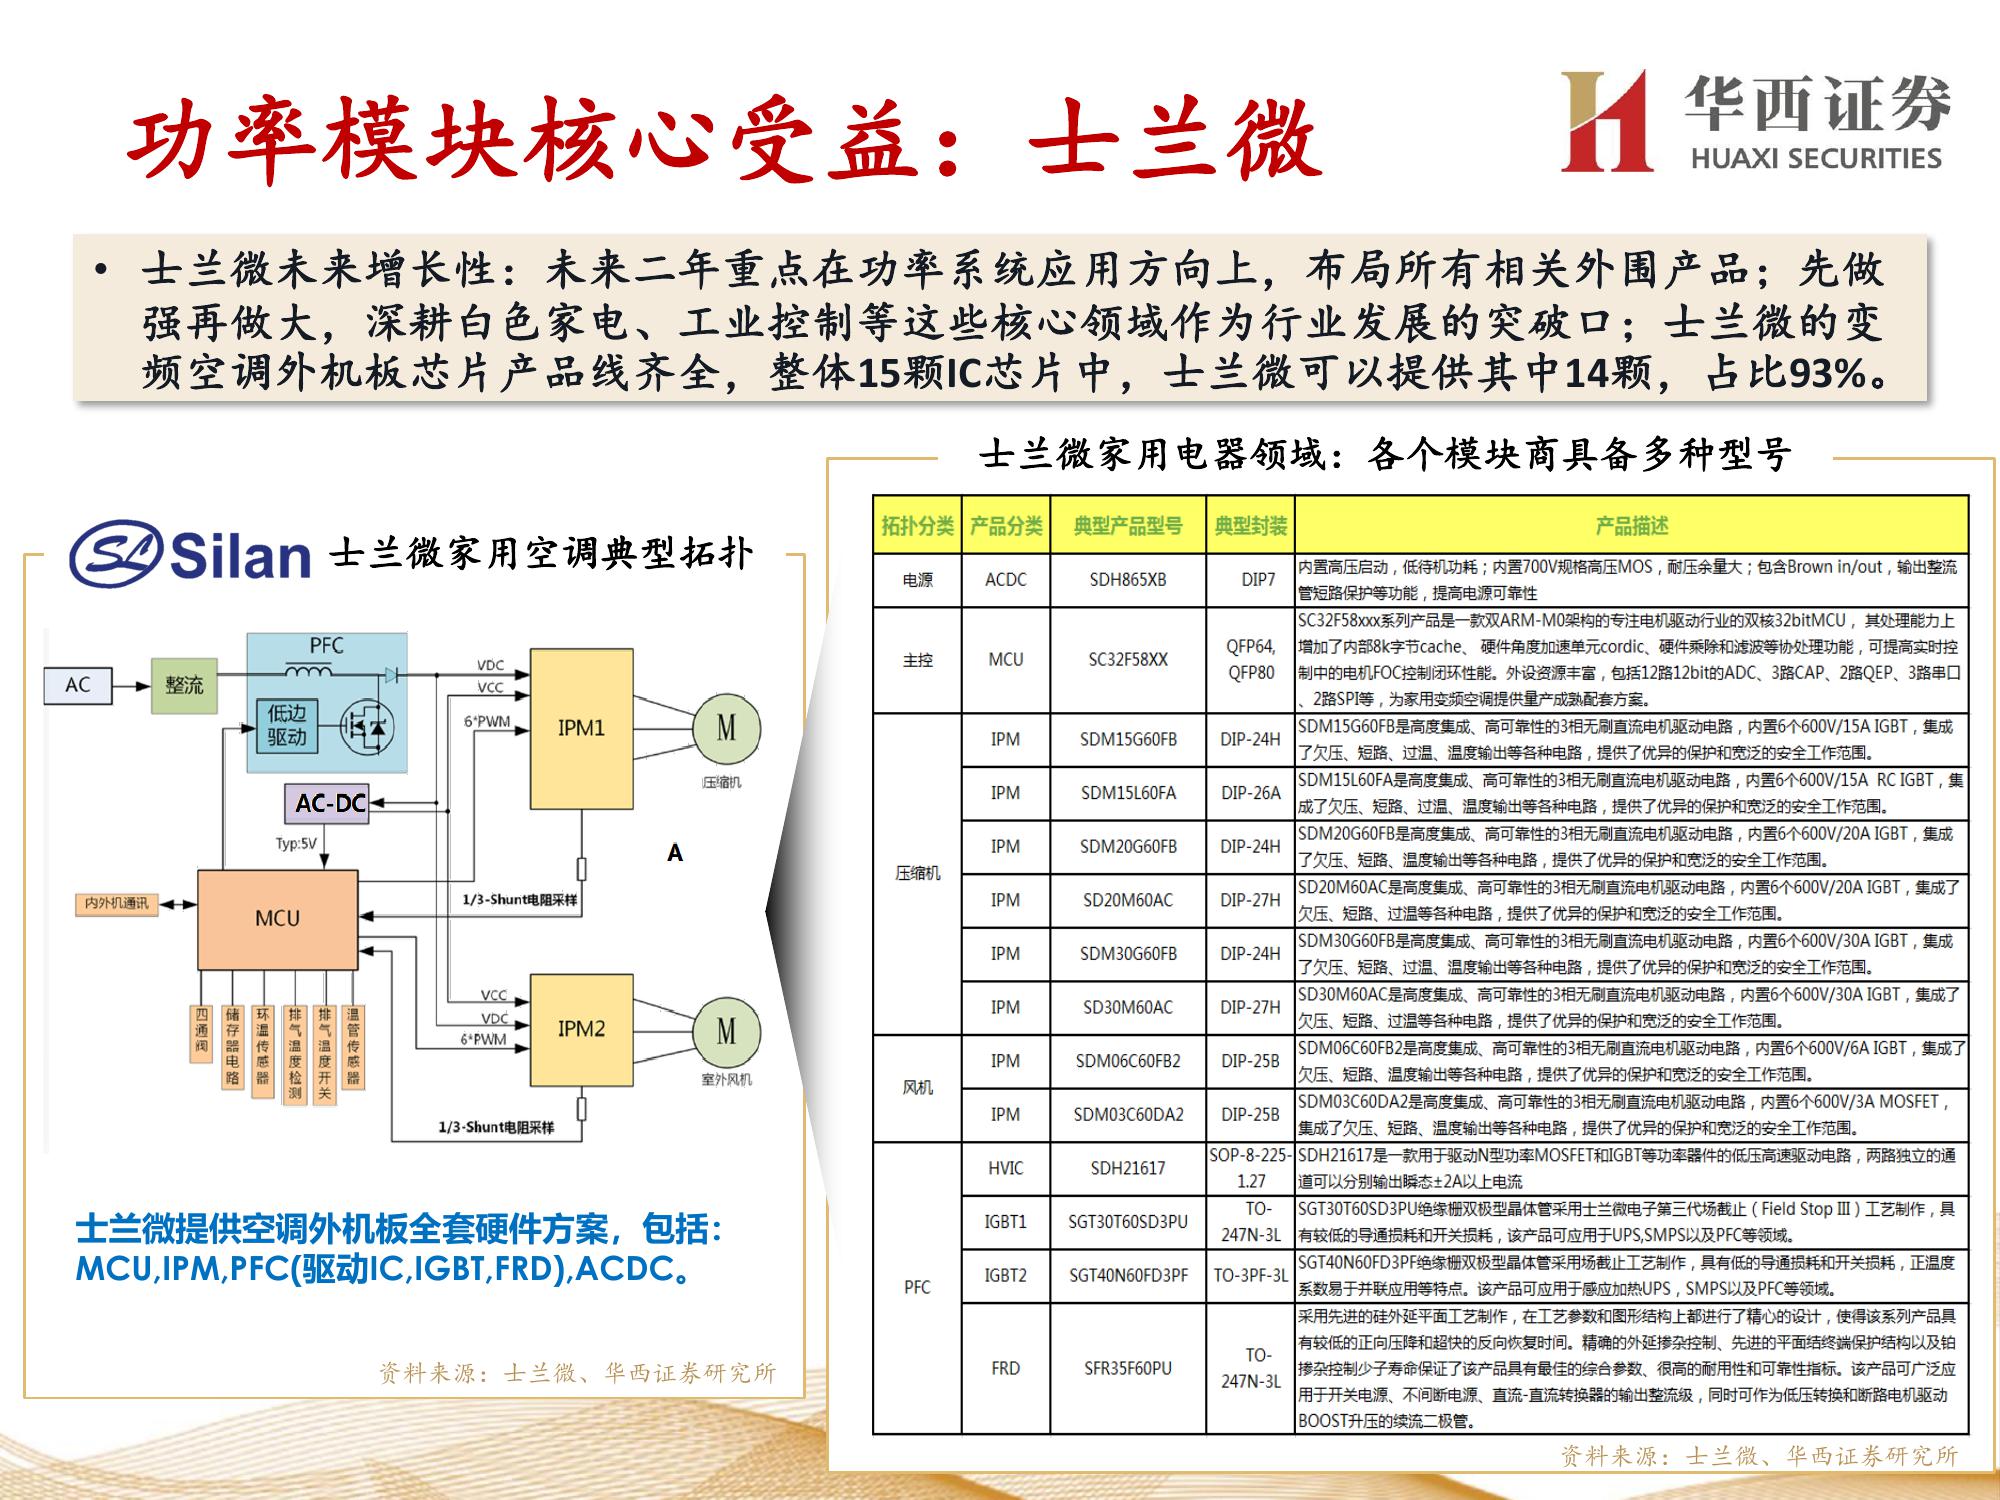 功率模块核心受益：士兰微
华西证券
HUAXI SECURITIES
• 士兰微未来增长性：未来二年重点在功率系统应用方向上，布局所有相关外围产品；先做
强再做大，深耕白色家电、工业控制等这些核心领域作为行业发展的突破口；士兰微的变
频空调外机板芯片产品线齐全，整体15颗IC芯片中，士兰微可以提供其中14颗，占比93%。
Silan 士兰微家用空调典型拓扑
PFC
AC
整流
低边
驱动
VDC
VCC
6*PWM
IPM1
M
压缩机
AC-DC
Typ:5V
A
1/3-Shunt电阻采样
内外机通讯
MCU
VCC
VDC
6*PWM
IPM2
M
室外风机
四通阀
储存器电路
环温传感器
排气温度检测
排气温度开关
温管传感器
1/3-Shunt电阻采样
士兰微提供空调外机板全套硬件方案，包括：
MCU,IPM,PFC(驱动IC,IGBT,FRD),ACDC。
资料来源：士兰微、华西证券研究所
士兰微家用电器领域：各个模块商具备多种型号
拓扑分类 产品分类 典型产品型号 典型封装 产品描述
电源 ACDC SDH865XB DIP7 内置高压启动，低待机功耗；内置700V规格高压MOS，耐压余量大；包含Brown in/out，输出整流
管短路保护等功能，提高电源可靠性
主控 MCU SC32F58XX QFP64, QFP80 SC32F58xxx系列产品是一款双ARM-M0架构的专注电机驱动行业的双核32bitMCU， 其处理能力上
增加了内部8k字节cache、 硬件角度加速单元cordic、硬件乘除和滤波等协处理功能，可提高实时控
制中的电机FOC控制闭环性能。外设资源丰富，包括12路12bit的ADC、3路CAP、2路QEP、3路串口
、2路SPI等，为家用变频空调提供量产成熟配套方案。
压缩机 IPM SDM15G60FB DIP-24H SDM15G60FB是高度集成、高可靠性的3相无刷直流电机驱动电路，内置6个600V/15A IGBT，集成
了欠压、短路、过温、温度输出等各种电路，提供了优异的保护和宽泛的安全工作范围。
IPM SDM15L60FA DIP-26A SDM15L60FA是高度集成、高可靠性的3相无刷直流电机驱动电路，内置6个600V/15A RC IGBT，集
成了欠压、短路、过温、温度输出等各种电路，提供了优异的保护和宽泛的安全工作范围。
IPM SDM20G60FB DIP-24H SDM20G60FB是高度集成、高可靠性的3相无刷直流电机驱动电路，内置6个600V/20A IGBT，集成
了欠压、短路、温度输出等各种电路，提供了优异的保护和宽泛的安全工作范围。
IPM SD20M60AC DIP-27H SD20M60AC是高度集成、高可靠性的3相无刷直流电机驱动电路，内置6个600V/20A IGBT，集成了
欠压、短路、过温等各种电路，提供了优异的保护和宽泛的安全工作范围。
IPM SDM30G60FB DIP-24H SDM30G60FB是高度集成、高可靠性的3相无刷直流电机驱动电路，内置6个600V/30A IGBT，集成
了欠压、短路、过温、温度输出等各种电路，提供了优异的保护和宽泛的安全工作范围。
IPM SD30M60AC DIP-27H SD30M60AC是高度集成、高可靠性的3相无刷直流电机驱动电路，内置6个600V/30A IGBT，集成了
欠压、短路、过温等各种电路，提供了优异的保护和宽泛的安全工作范围。
风机 IPM SDM06C60FB2 DIP-25B SDM06C60FB2是高度集成、高可靠性的3相无刷直流电机驱动电路，内置6个600V/6A IGBT，集成了
欠压、短路、温度输出等各种电路，提供了优异的保护和宽泛的安全工作范围。
IPM SDM03C60DA2 DIP-25B SDM03C60DA2是高度集成、高可靠性的3相无刷直流电机驱动电路，内置6个600V/3A MOSFET，
集成了欠压、短路、温度输出等各种电路，提供了优异的保护和宽泛的安全工作范围。
PFC HVIC SDH21617 SOP-8-225-1.27 SDH21617是一款用于驱动N型功率MOSFET和IGBT等功率器件的低压高速驱动电路，两路独立的通
道可以分别输出瞬态±2A以上电流
IGBT1 SGT30T60SD3PU TO-247N-3L SGT30T60SD3PU绝缘栅双极型晶体管采用士兰微电子第三代场截止（Field Stop III）工艺制作，具
有较低的导通损耗和开关损耗，该产品可应用于UPS,SMPS以及PFC等领域。
IGBT2 SGT40N60FD3PF TO-3PF-3L SGT40N60FD3PF绝缘栅双极型晶体管采用场截止工艺制作，具有低的导通损耗和开关损耗，正温度
系数易于并联应用等特点。该产品可应用于感应加热UPS，SMPS以及PFC等领域。
FRD SFR35F60PU TO-247N-3L 采用先进的硅外延平面工艺制作，在工艺参数和图形结构上都进行了精心的设计，使得该系列产品具
有较低的正向压降和超快的反向恢复时间。精确的外延掺杂控制、先进的平面结终端保护结构以及铂
掺杂控制少子寿命保证了该产品具有最佳的综合参数、很高的耐用性和可靠性指标。该产品可广泛应
用于开关电源、不间断电源、直流-直流转换器的输出整流级，同时可作为低压转换和断路电机驱动
BOOST升压的续流二极管。
资料来源：士兰微、华西证券研究所